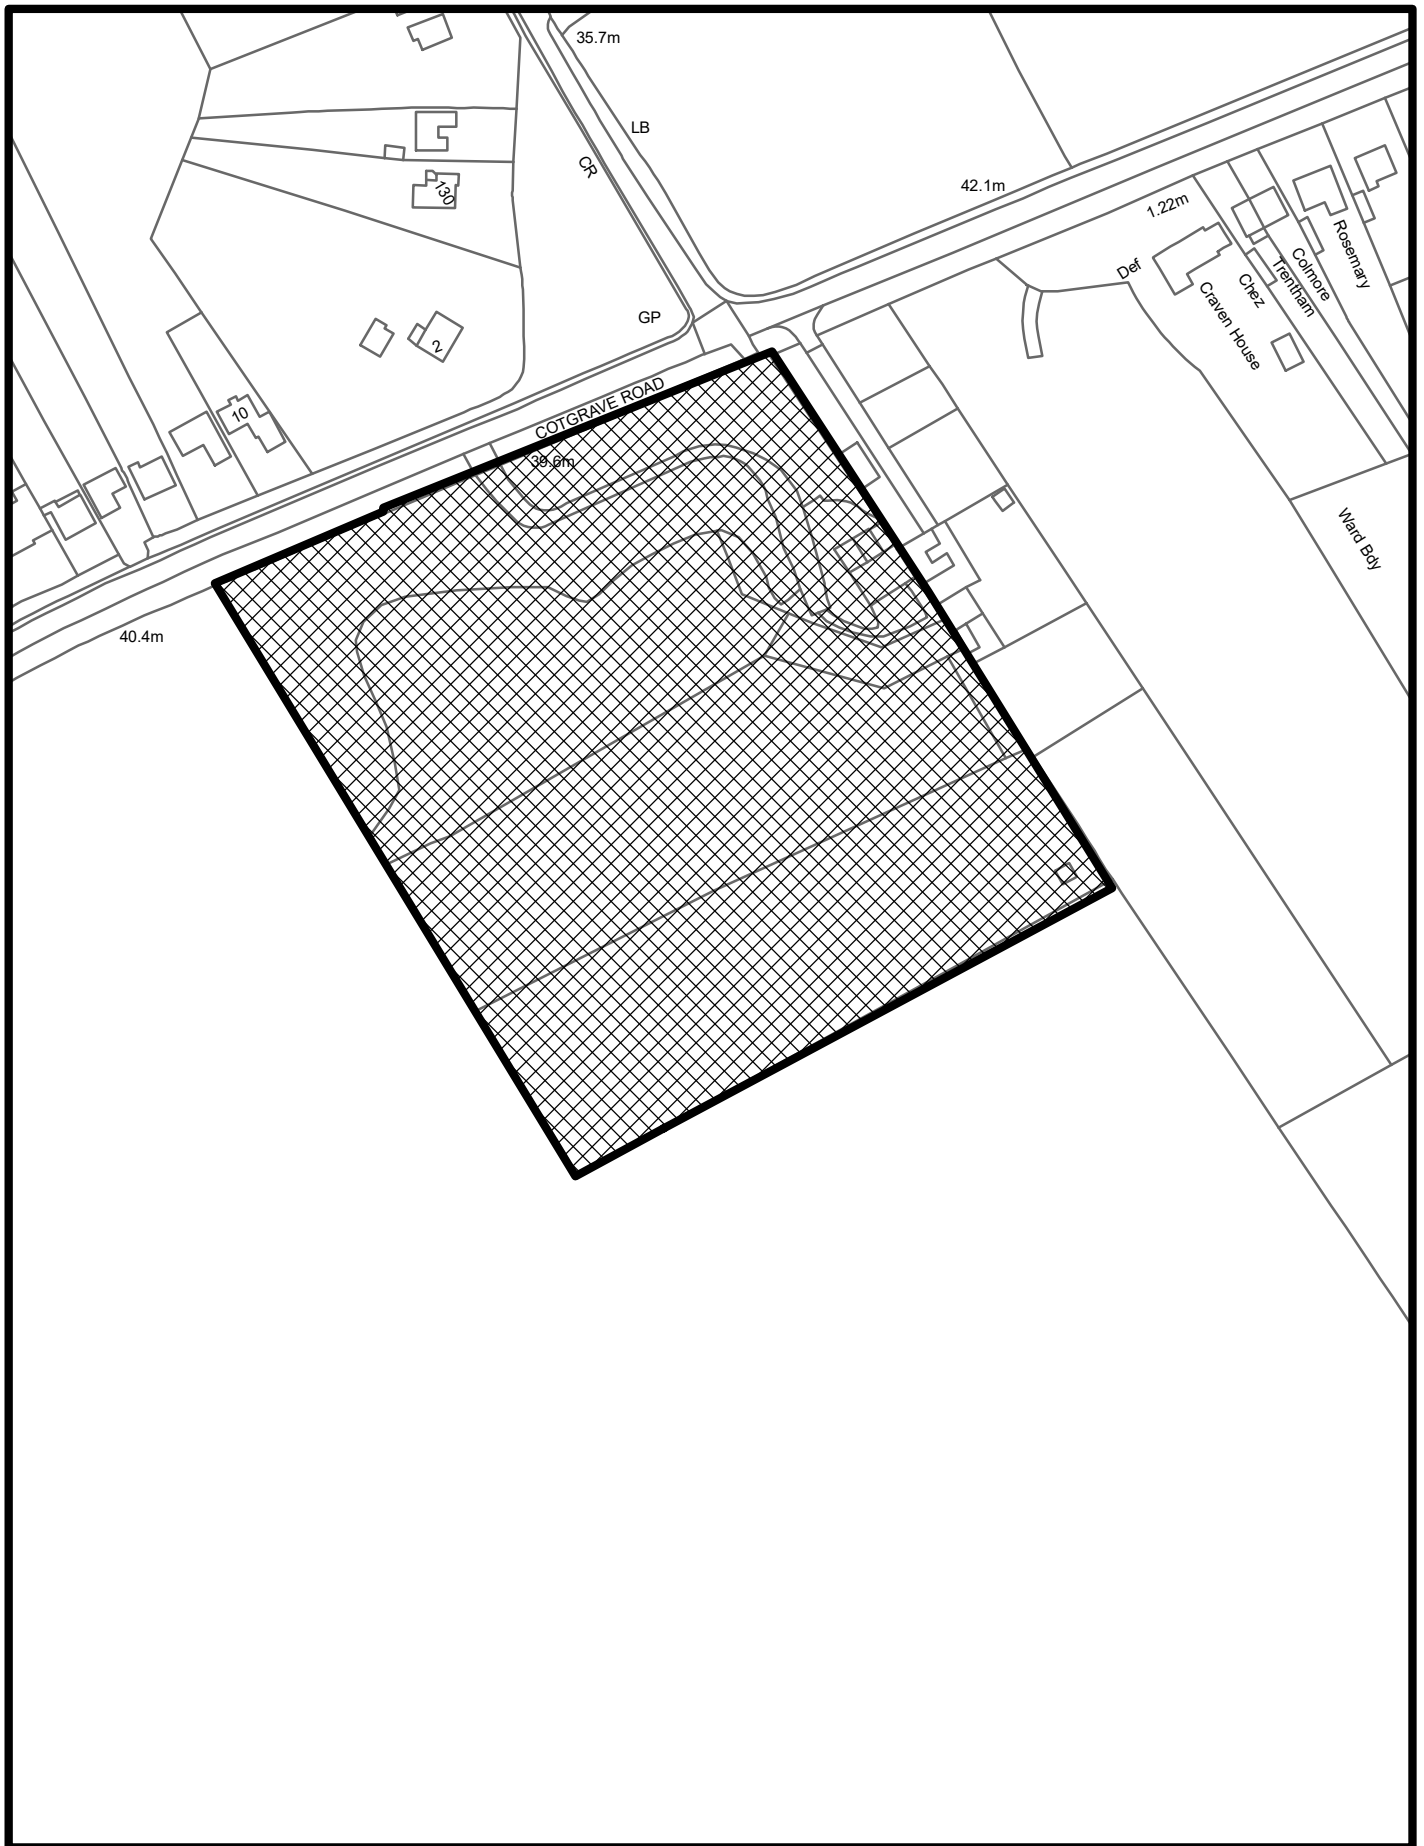 35.7m
LB
CR
42.1m
130
1.22m
Rosemary
Colmore
Trentham
Chez
Def
Craven House
GP
2
COTGRAVE ROAD
10
39.6m
Ward Bdy
40.4m